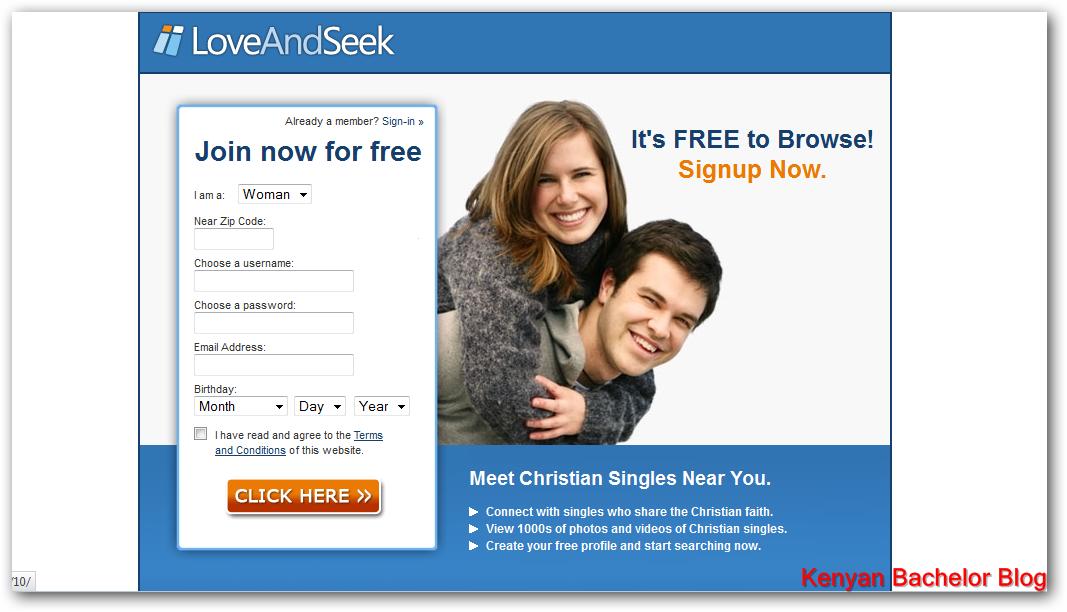 LoveAndSeek
Already a member? Sign-in »
Join now for free
I am a: Woman
Near Zip Code:
Choose a username:
Choose a password:
Email Address:
Birthday:
Month Day Year
I have read and agree to the Terms
and Conditions of this website.
CLICK HERE »
It's FREE to Browse!
Signup Now.
Meet Christian Singles Near You.
Connect with singles who share the Christian faith.
View 1000s of photos and videos of Christian singles.
Create your free profile and start searching now.
/10/
Kenyan Bachelor Blog